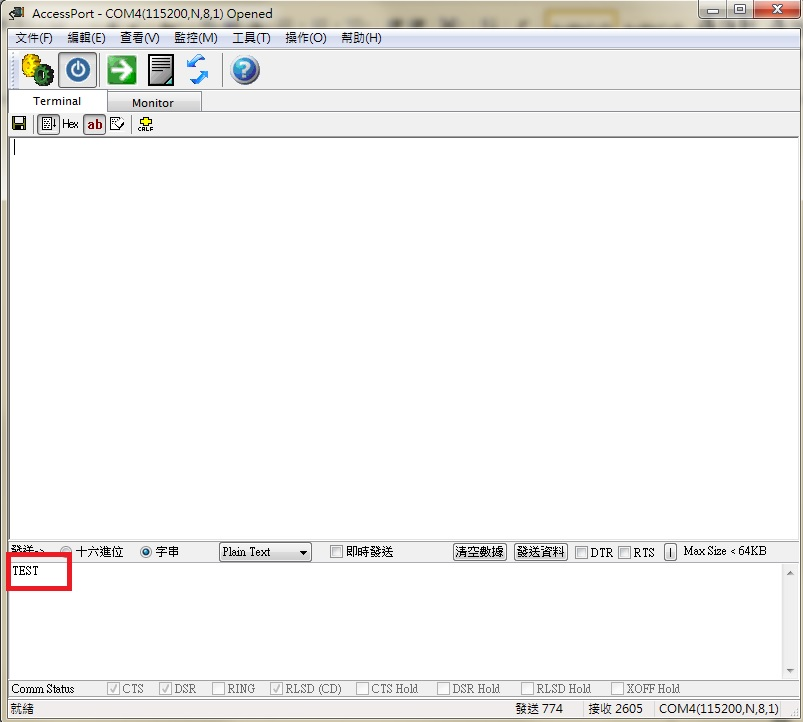 AccessPort - COM4(115200,N,8,1) Opened
文件(F) 編輯(E) 查看(V) 監控(M) 工具(T) 操作(O) 幫助(H)
Terminal Monitor
Hex ab CRLF
發送-> 十六進位 字串 Plain Text 即時發送 清空數據 發送資料 DTR RTS Max Size < 64KB
TEST
Comm Status CTS DSR RING RLSD (CD) CTS Hold DSR Hold RLSD Hold XOFF Hold
就緒 發送 774 接收 2605 COM4(115200,N,8,1)